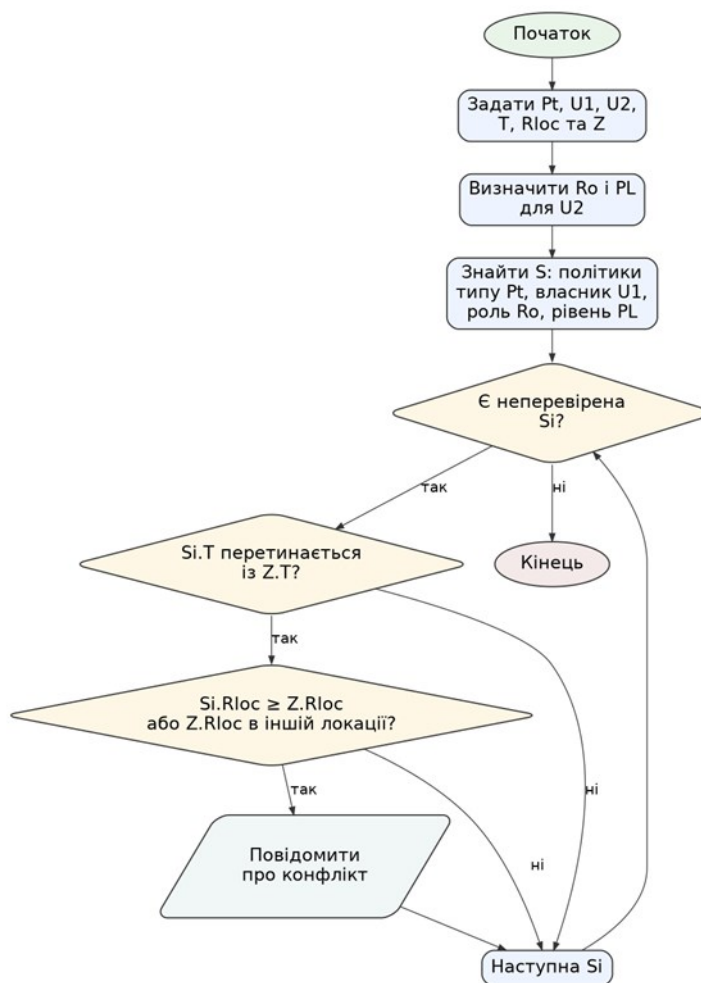 Початок
Задати Pt, U1, U2,
T, Rloc та Z
Визначити Ro і PL
для U2
Знайти S: політики
типу Pt, власник U1,
роль Ro, рівень PL
Є неперевірена
Si?
так
ні
Si.T перетинається
із Z.T?
Кінець
так
Si.Rloc ≥ Z.Rloc
або Z.Rloc в іншій локації?
так
ні
Повідомити
про конфлікт
ні
Наступна Si